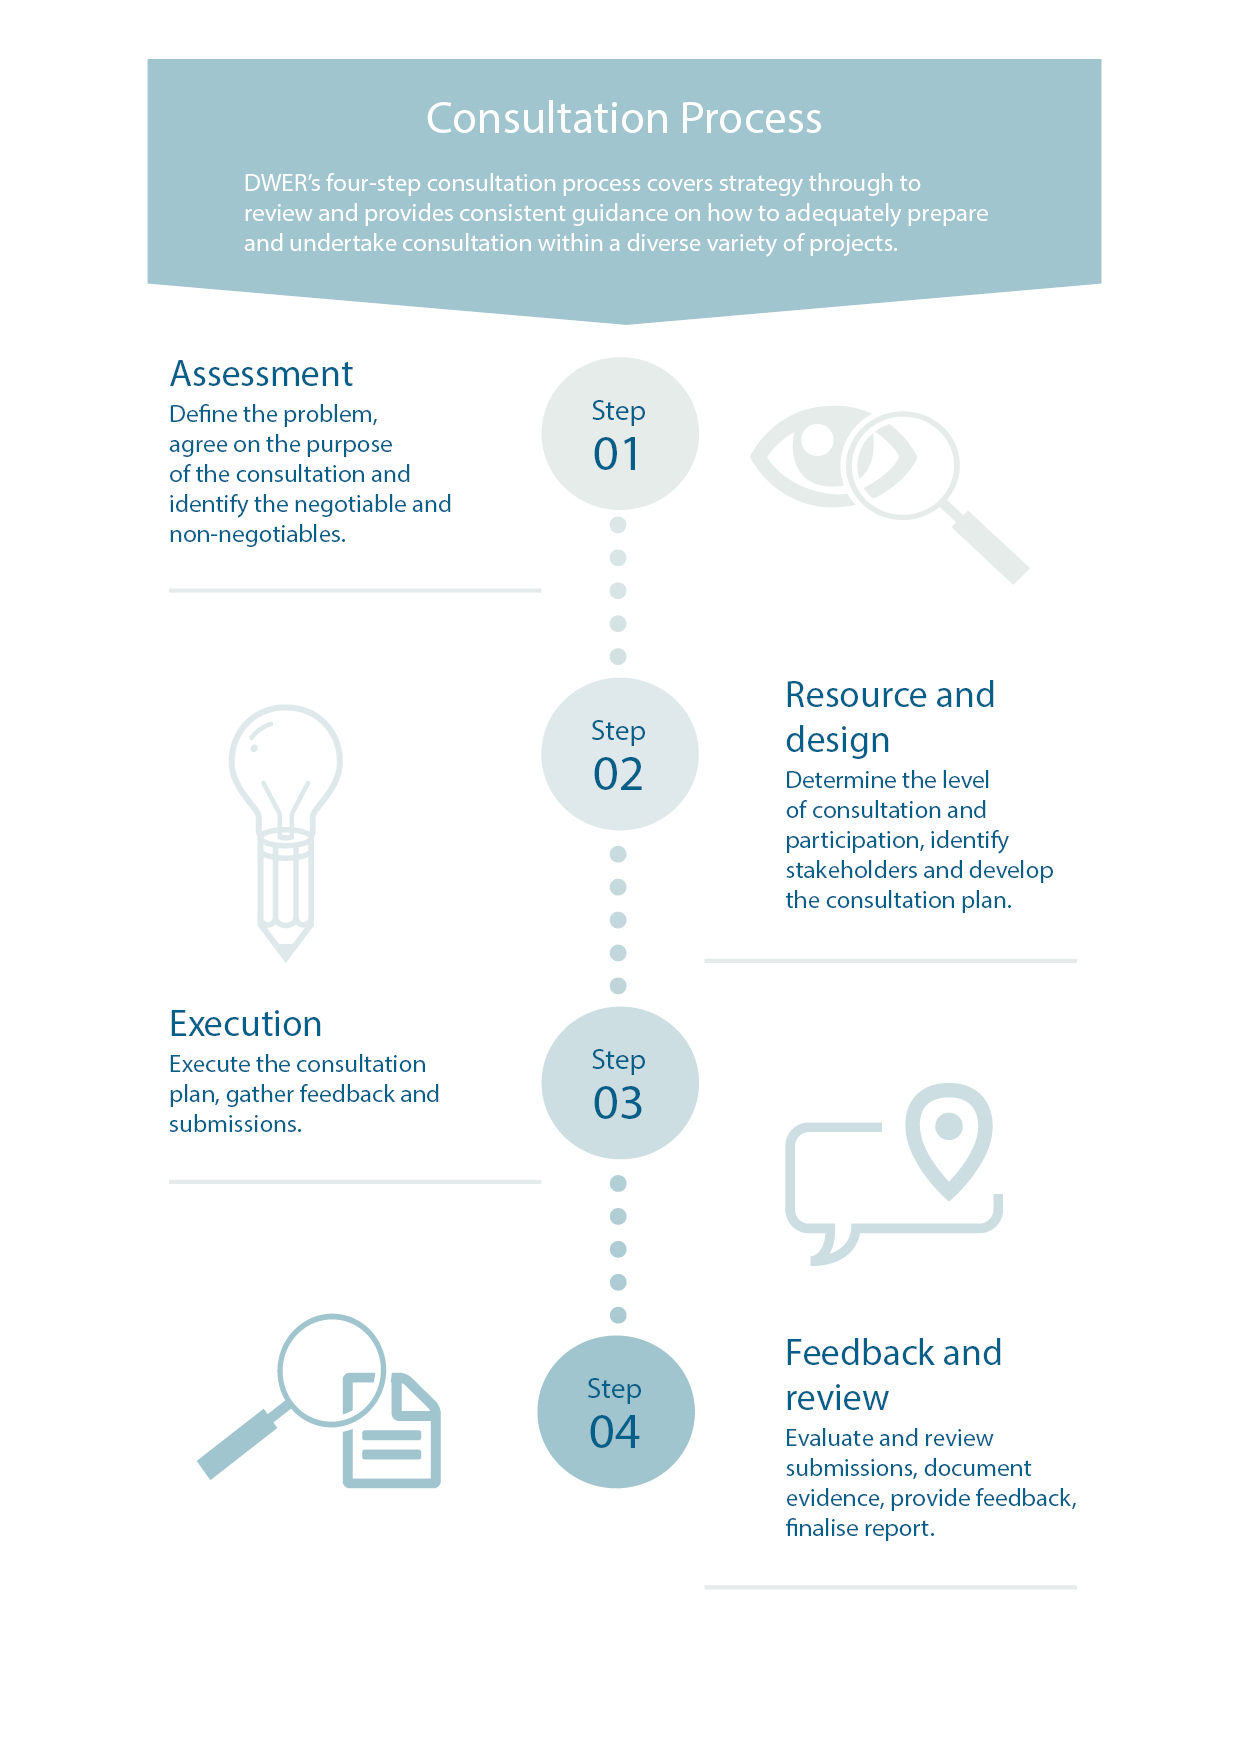 Consultation Process
DWER's four-step consultation process covers strategy through to
review and provides consistent guidance on how to adequately prepare
and undertake consultation within a diverse variety of projects.
Assessment
Define the problem,
agree on the purpose
of the consultation and
identify the negotiable and
non-negotiables.
Step
01
Step
02
Resource and
design
Determine the level
of consultation and
participation, identify
stakeholders and develop
the consultation plan.
Execution
Execute the consultation
plan, gather feedback and
submissions.
Step
03
Step
04
Feedback and
review
Evaluate and review
submissions, document
evidence, provide feedback,
finalise report.